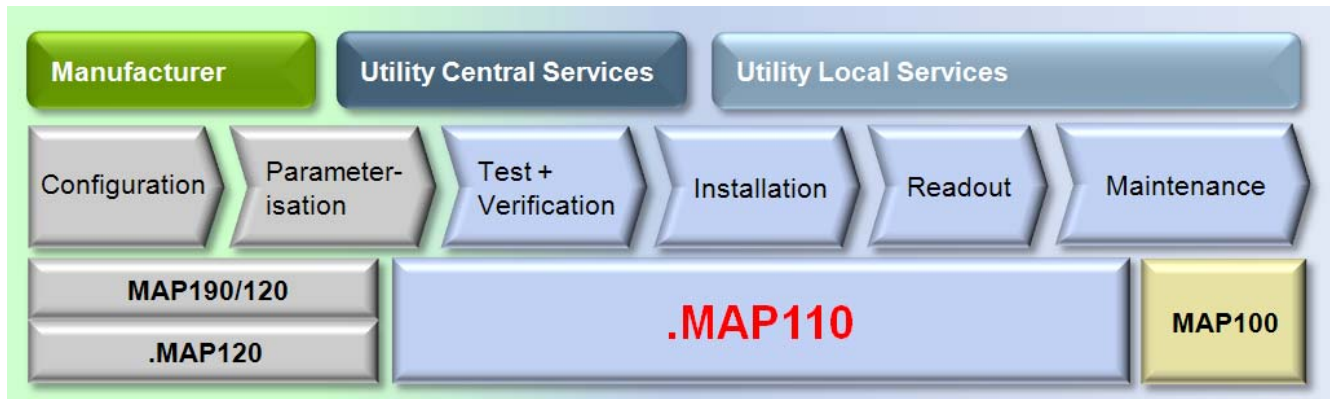 Manufacturer
Utility Central Services
Utility Local Services
Configuration
Parameter-
isation
Test +
Verification
Installation
Readout
Maintenance
MAP190/120
.MAP120
.MAP110
MAP100